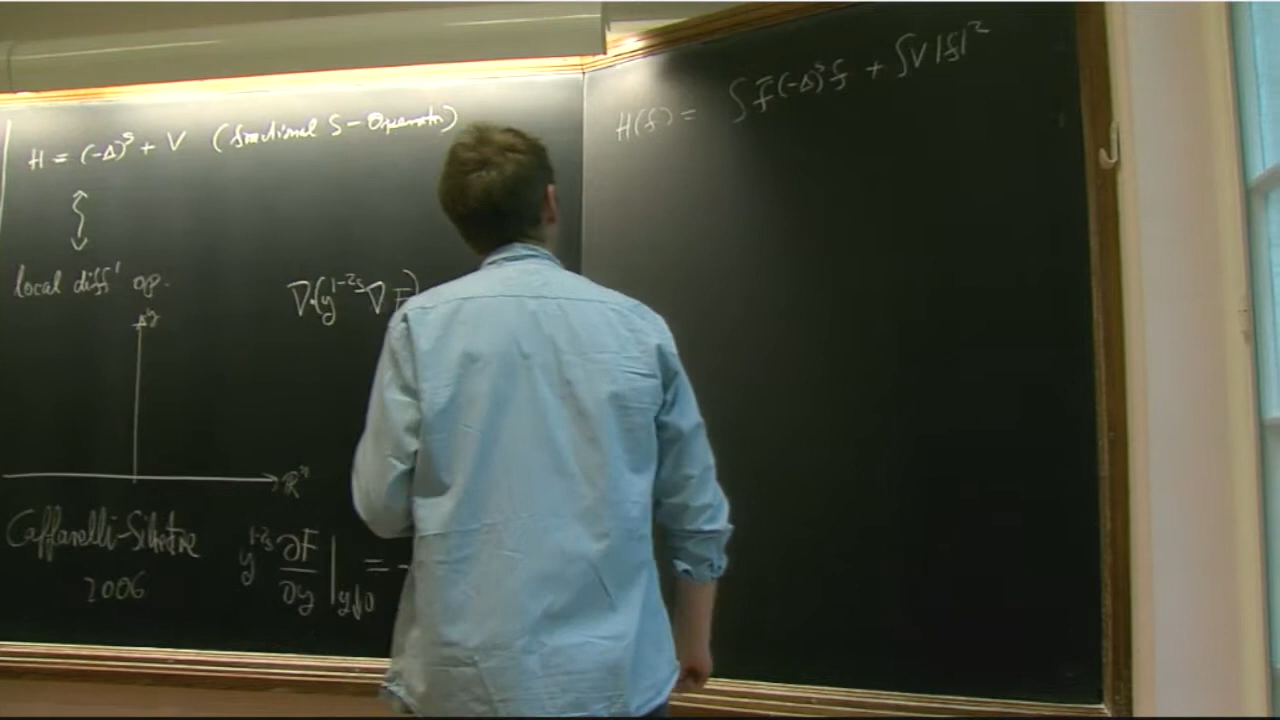 H = (-Δ)^s + V (fractional S-Operator)
local diff'l op.
y
∇·(y^{1-2s}∇F)
R^n
Caffarelli-Silvestre
2006
y^{1-2s} ∂F/∂y |_{y↓0} = -
H(f) = ∫ f̄(-Δ)^s f + ∫V|f|^2